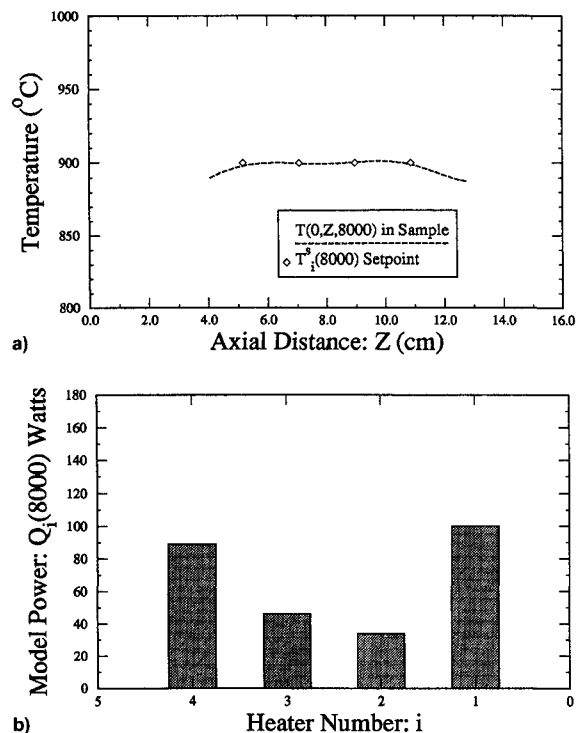 1000
950
900
850
800
Temperature (°C)
T(0,Z,8000) in Sample
T^s_i(8000) Setpoint
0.0 2.0 4.0 6.0 8.0 10.0 12.0 14.0 16.0
a) Axial Distance: Z (cm)
180
160
140
120
100
80
60
40
20
0
Model Power: Q_i(8000) Watts
5 4 3 2 1 0
b) Heater Number: i